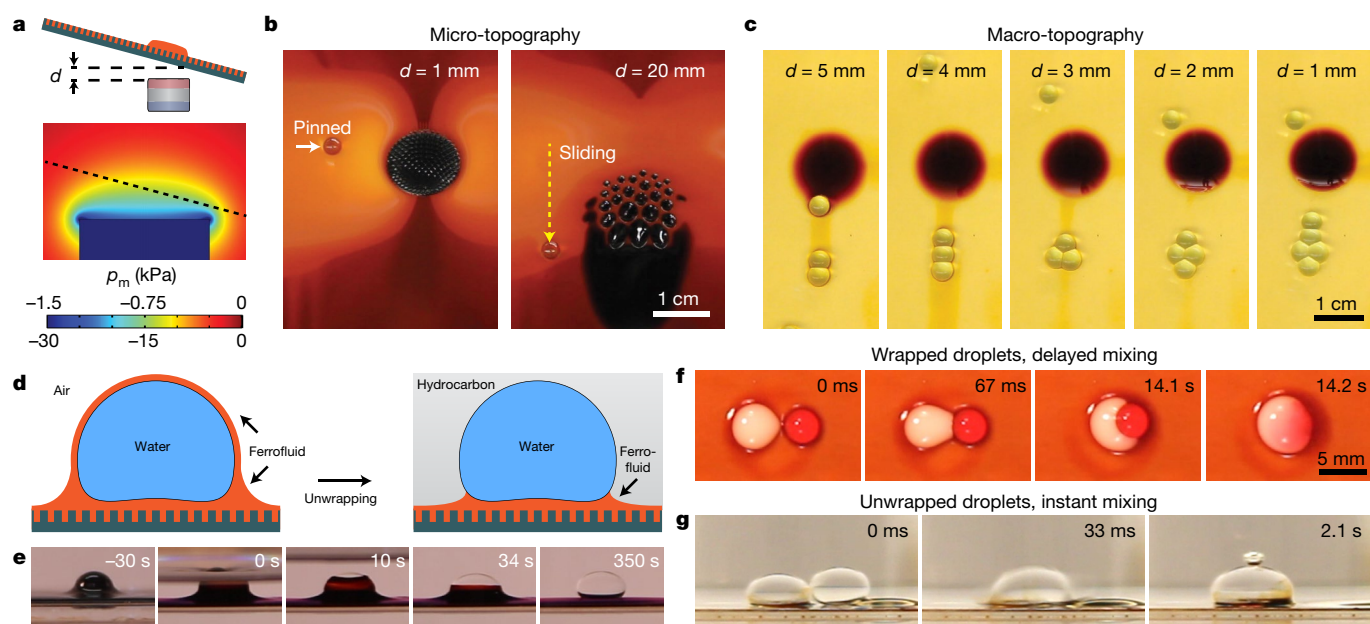 a
d
pm (kPa)
−1.5 −0.75 0
−30 −15 0
b
Micro-topography
d = 1 mm
d = 20 mm
Pinned
Sliding
1 cm
c
Macro-topography
d = 5 mm
d = 4 mm
d = 3 mm
d = 2 mm
d = 1 mm
1 cm
d
Air
Water
Ferrofluid
Unwrapping
Hydrocarbon
Water
Ferro-
fluid
e
−30 s
0 s
10 s
34 s
350 s
f
Wrapped droplets, delayed mixing
0 ms
67 ms
14.1 s
14.2 s
5 mm
Unwrapped droplets, instant mixing
g
0 ms
33 ms
2.1 s